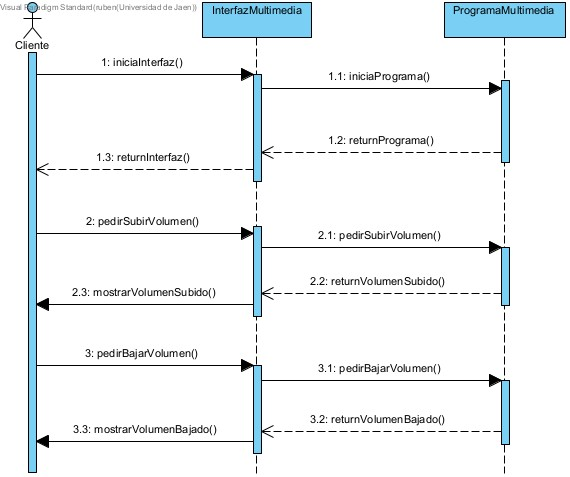 Visual Paradigm Standard(ruben(Universidad de Jaen))
InterfazMultimedia
ProgramaMultimedia
Cliente
1: iniciaInterfaz()
1.1: iniciaPrograma()
1.2: returnPrograma()
1.3: returnInterfaz()
2: pedirSubirVolumen()
2.1: pedirSubirVolumen()
2.2: returnVolumenSubido()
2.3: mostrarVolumenSubido()
3: pedirBajarVolumen()
3.1: pedirBajarVolumen()
3.2: returnVolumenBajado()
3.3: mostrarVolumenBajado()